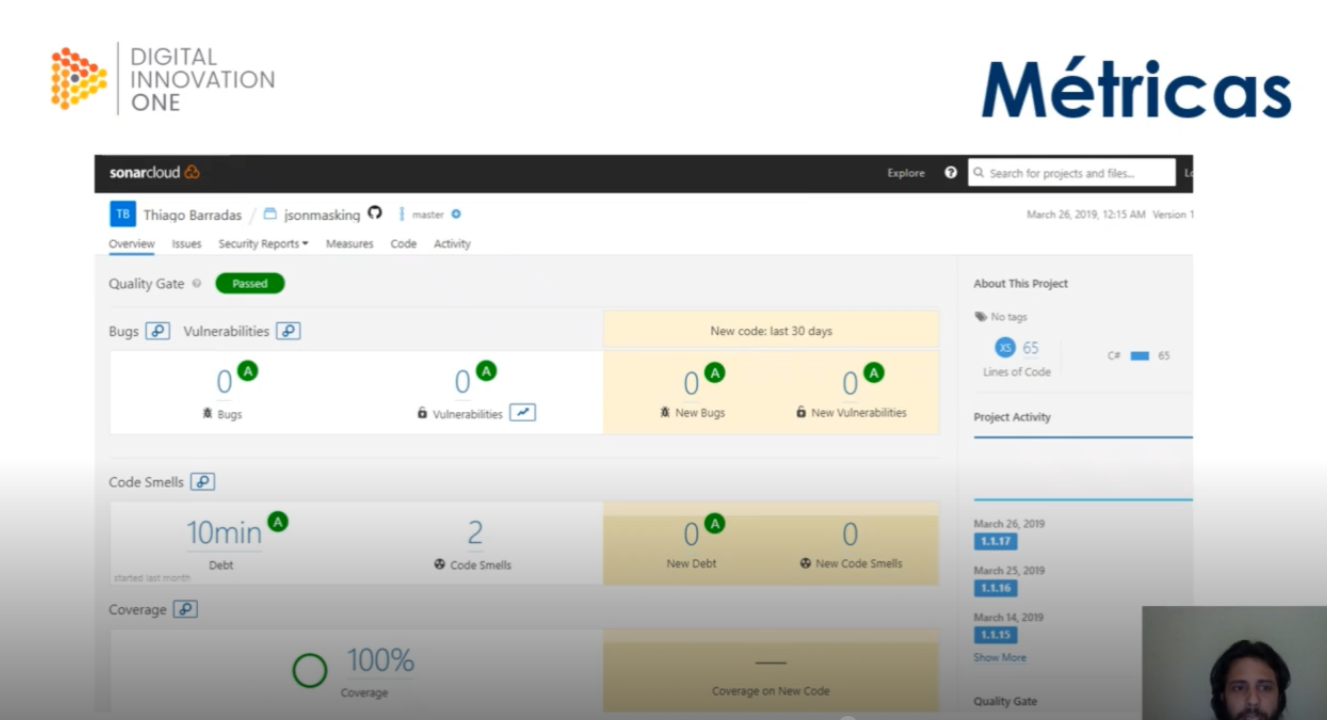 DIGITAL
INNOVATION
ONE
Métricas
sonarcloud
Explore
Search for projects and files...
TB Thiago Barradas / jsonmasking master
March 26, 2019, 12:15 AM Version 1
Overview Issues Security Reports Measures Code Activity
Quality Gate Passed
Bugs Vulnerabilities
New code: last 30 days
0 A
Bugs
0 A
Vulnerabilities
0 A
New Bugs
0 A
New Vulnerabilities
Code Smells
10min A
Debt
started last month
2
Code Smells
0 A
New Debt
0
New Code Smells
Coverage
100%
Coverage
—
Coverage on New Code
About This Project
No tags
XS 65
Lines of Code
C# 65
Project Activity
March 26, 2019
1.1.17
March 25, 2019
1.1.16
March 14, 2019
1.1.15
Show More
Quality Gate